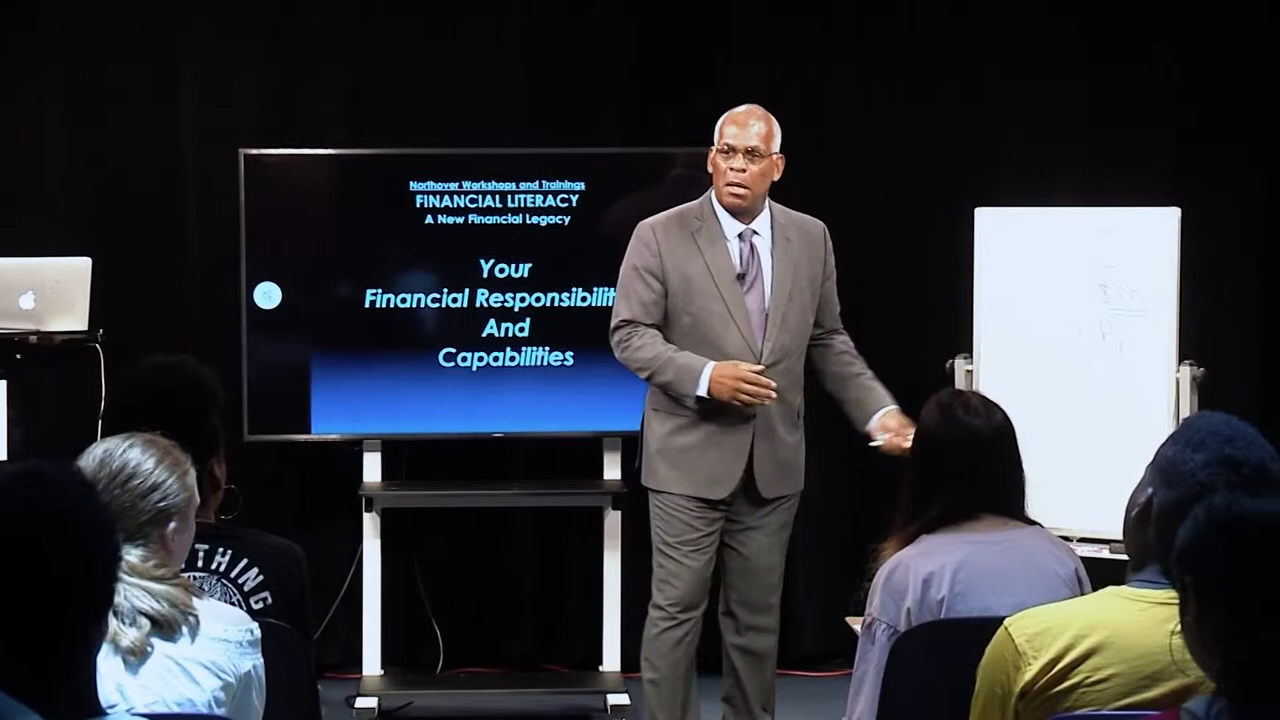 Northover Workshops and Trainings
FINANCIAL LITERACY
A New Financial Legacy
Your
Financial Responsibilit
And
Capabilities
THING